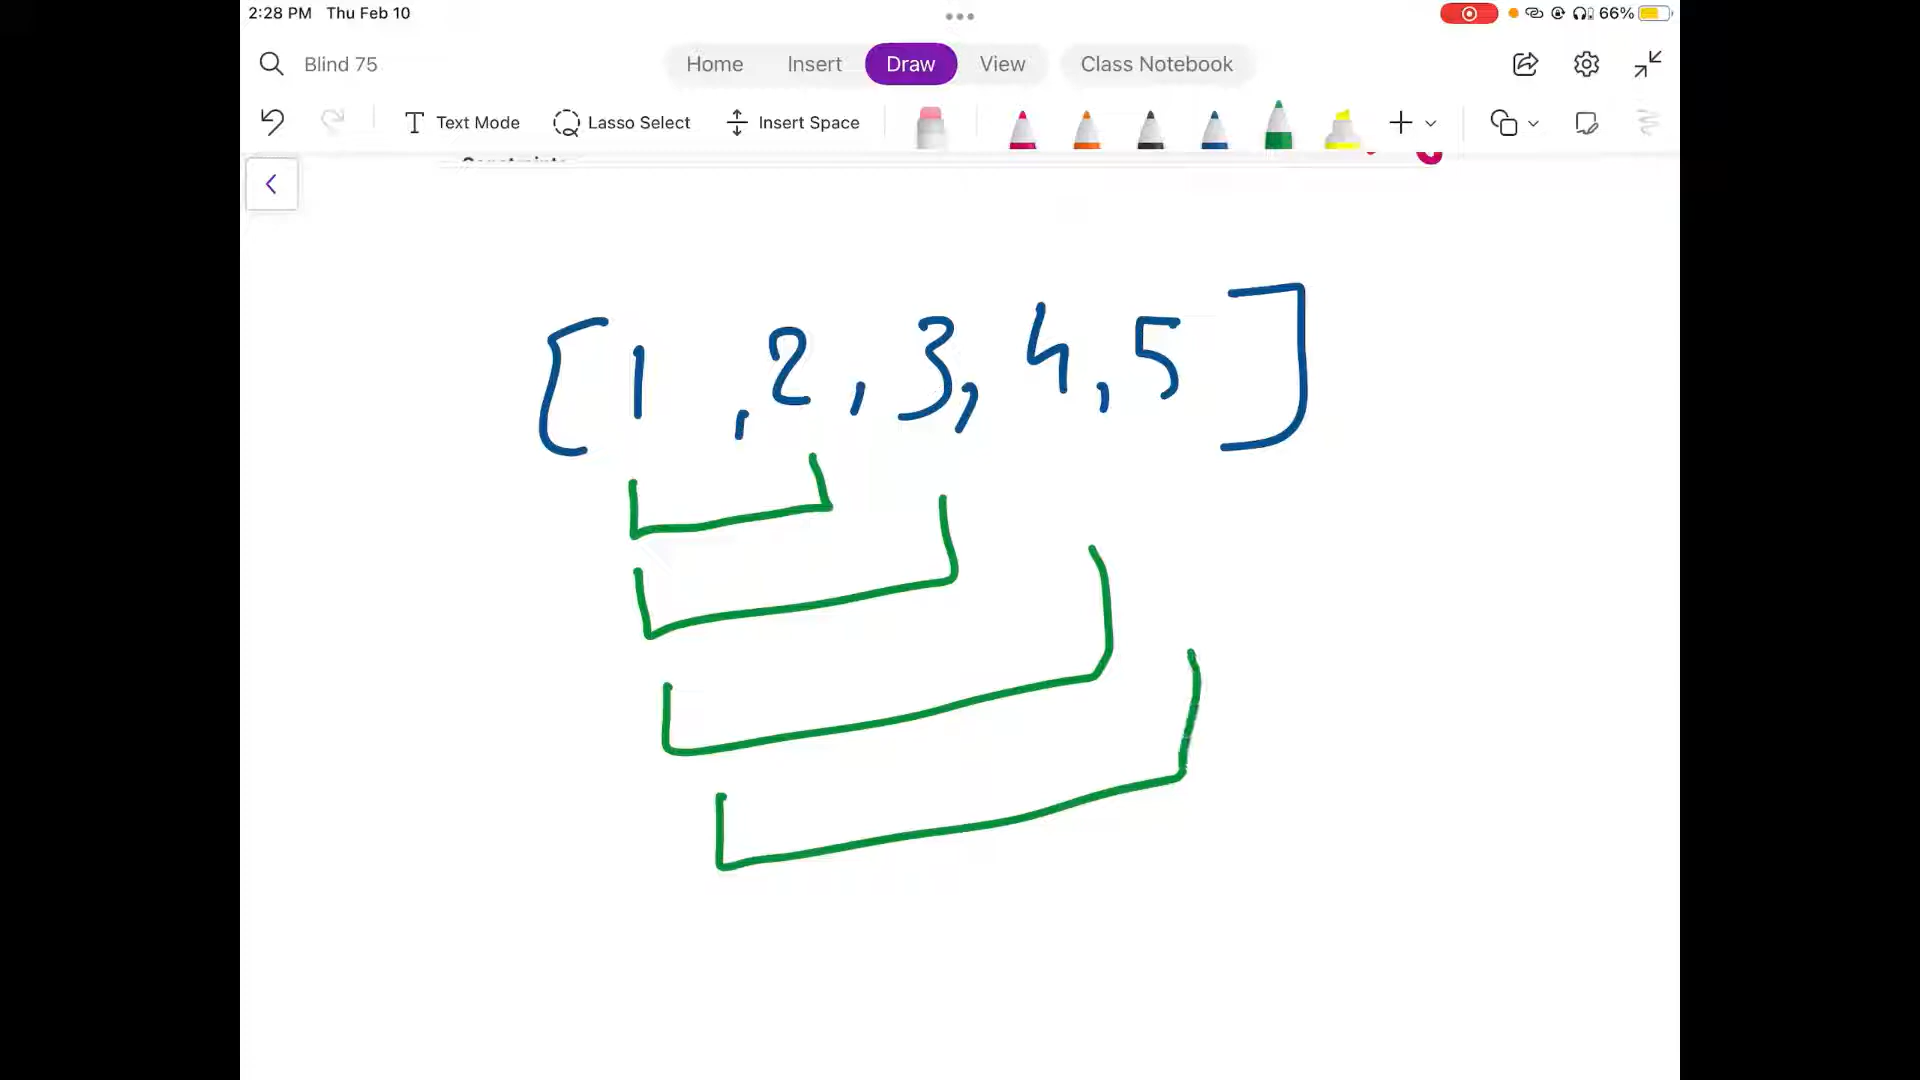 2:28 PM Thu Feb 10
66%
Blind 75
Home Insert Draw View Class Notebook
Text Mode Lasso Select Insert Space
Constraints
[1, 2, 3, 4, 5]